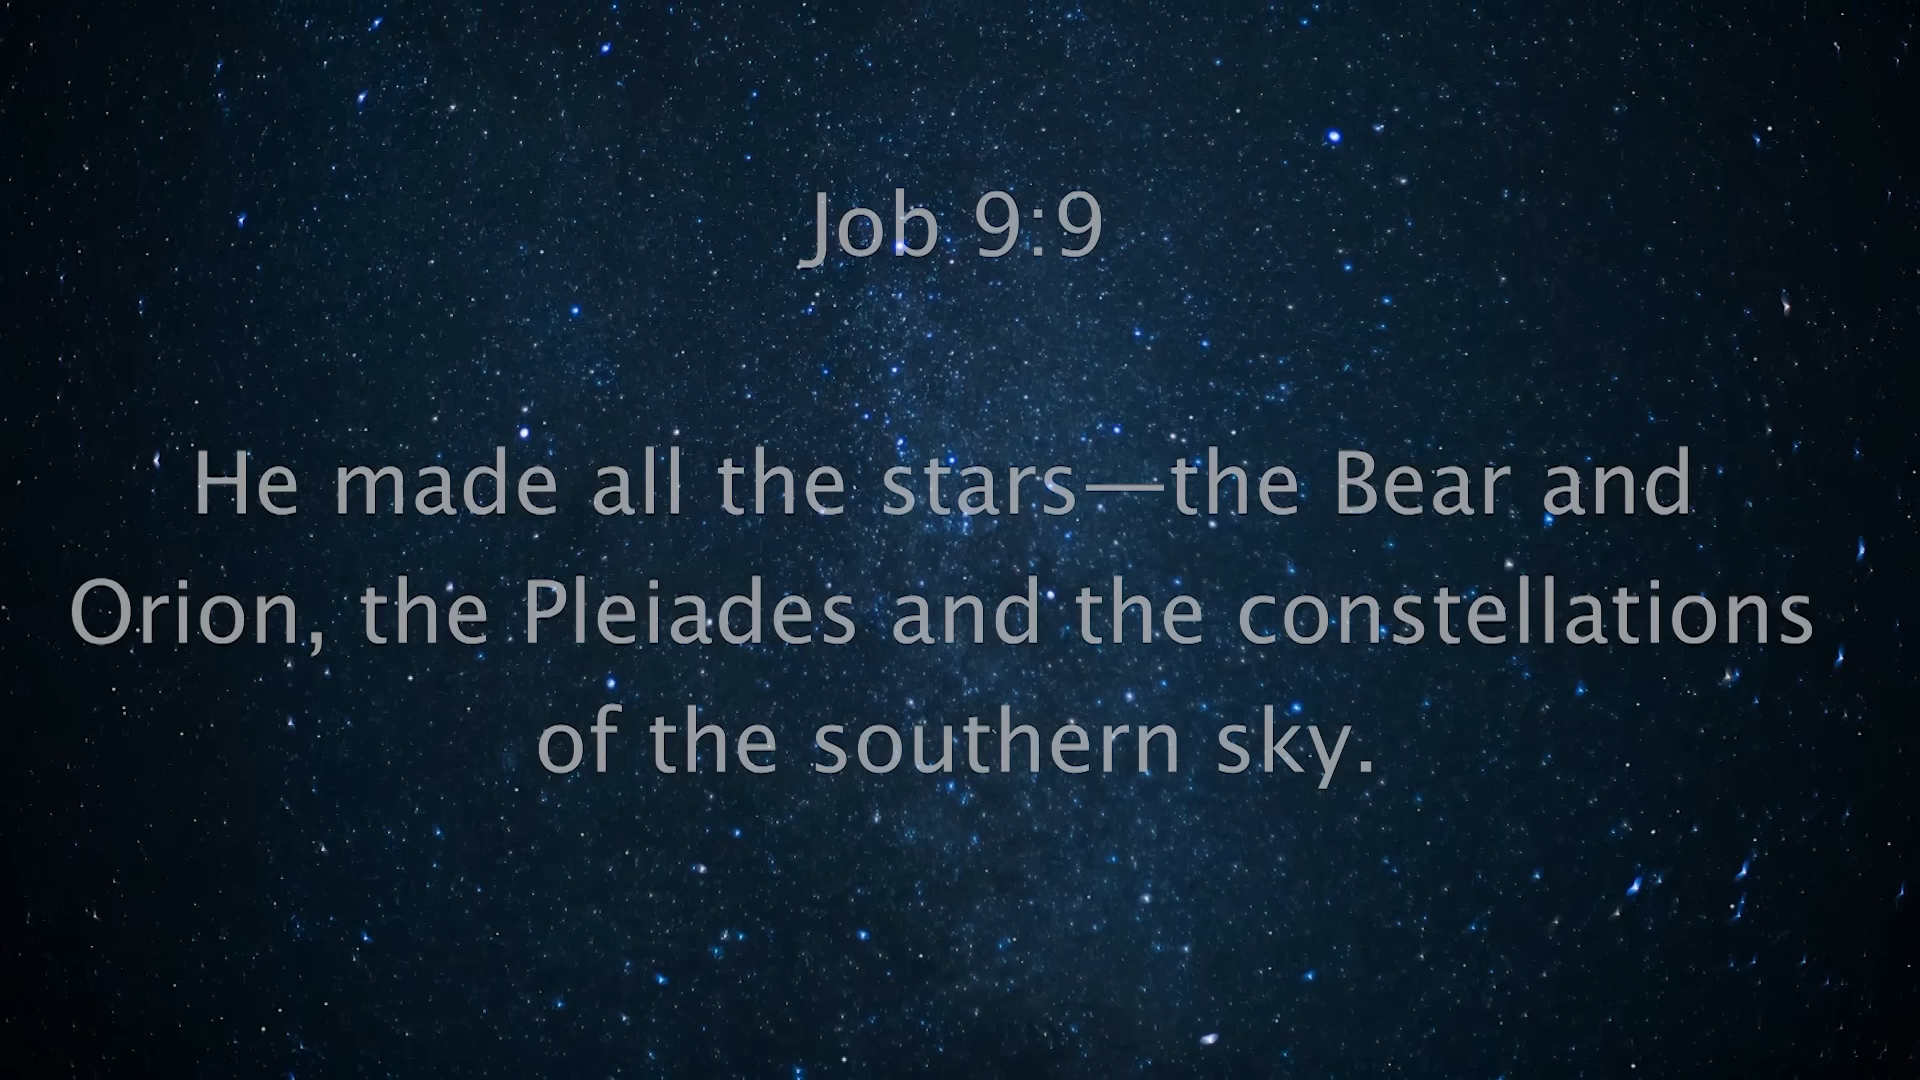 Job 9:9
He made all the stars—the Bear and
Orion, the Pleiades and the constellations
of the southern sky.